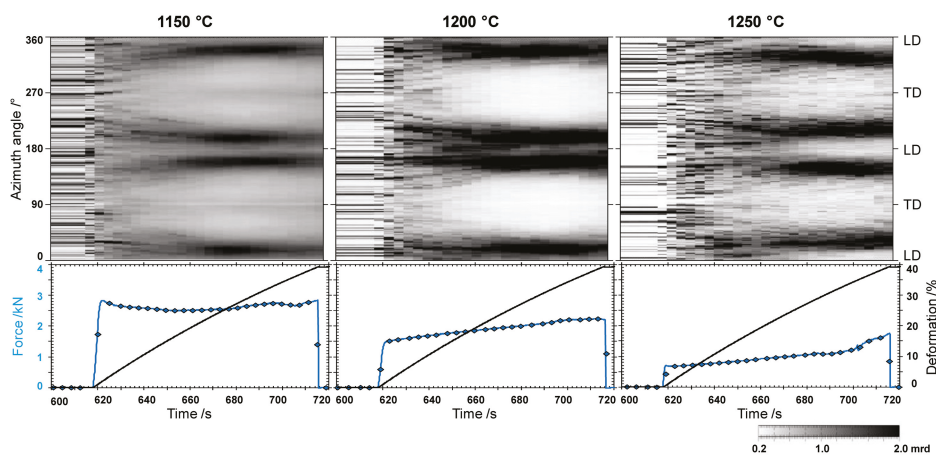 1150 °C 1200 °C 1250 °C
360 LD
270 TD
180 LD
90 TD
0 LD
Azimuth angle /°
4 40
3 30
2 20
1 10
0 0
Force /kN
Deformation /%
600 620 640 660 680 700 720 600 620 640 660 680 700 720 600 620 640 660 680 700 720
Time /s Time /s Time /s
0.2 1.0 2.0 mrd